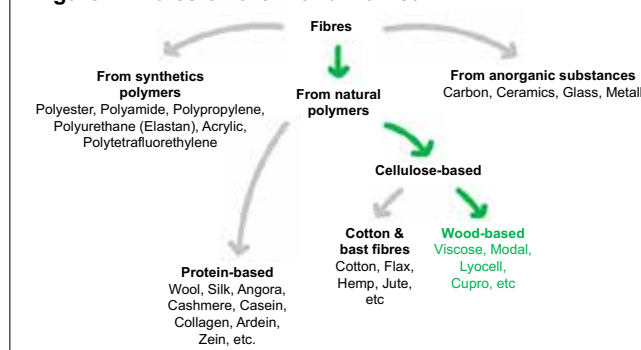 Fibres
From synthetics
polymers
Polyester, Polyamide, Polypropylene,
Polyurethane (Elastan), Acrylic,
Polytetrafluorethylene
From natural
polymers
From anorganic substances
Carbon, Ceramics, Glass, Metall
Cellulose-based
Cotton &
bast fibres
Cotton, Flax,
Hemp, Jute,
etc
Wood-based
Viscose, Modal,
Lyocell,
Cupro, etc
Protein-based
Wool, Silk, Angora,
Cashmere, Casein,
Collagen, Ardein,
Zein, etc.